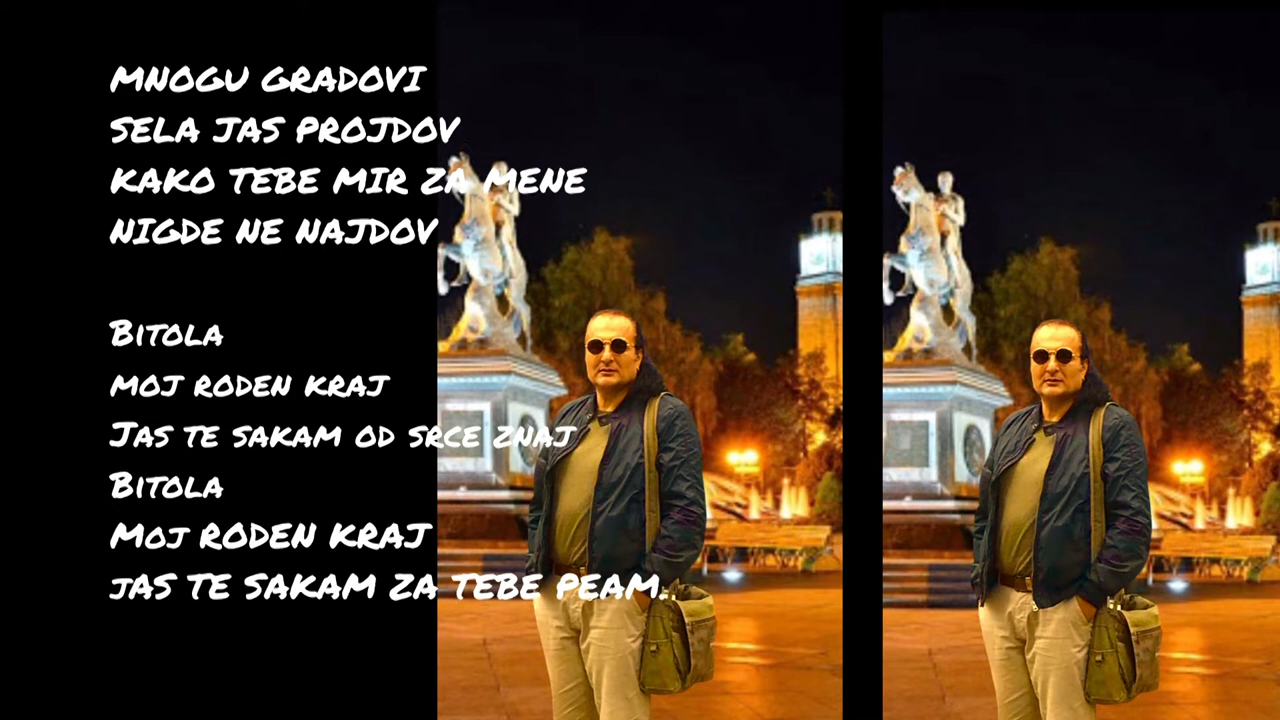 MNOGU GRADOVI
SELA JAS PROJDOV
KAKO TEBE MIR ZA MENE
NIGDE NE NAJDOV
Bitola
moj roden kraj
Jas te sakam od srce znaj
Bitola
Moj RODEN KRAJ
jAS TE SAKAM ZA TEBE PEAM..